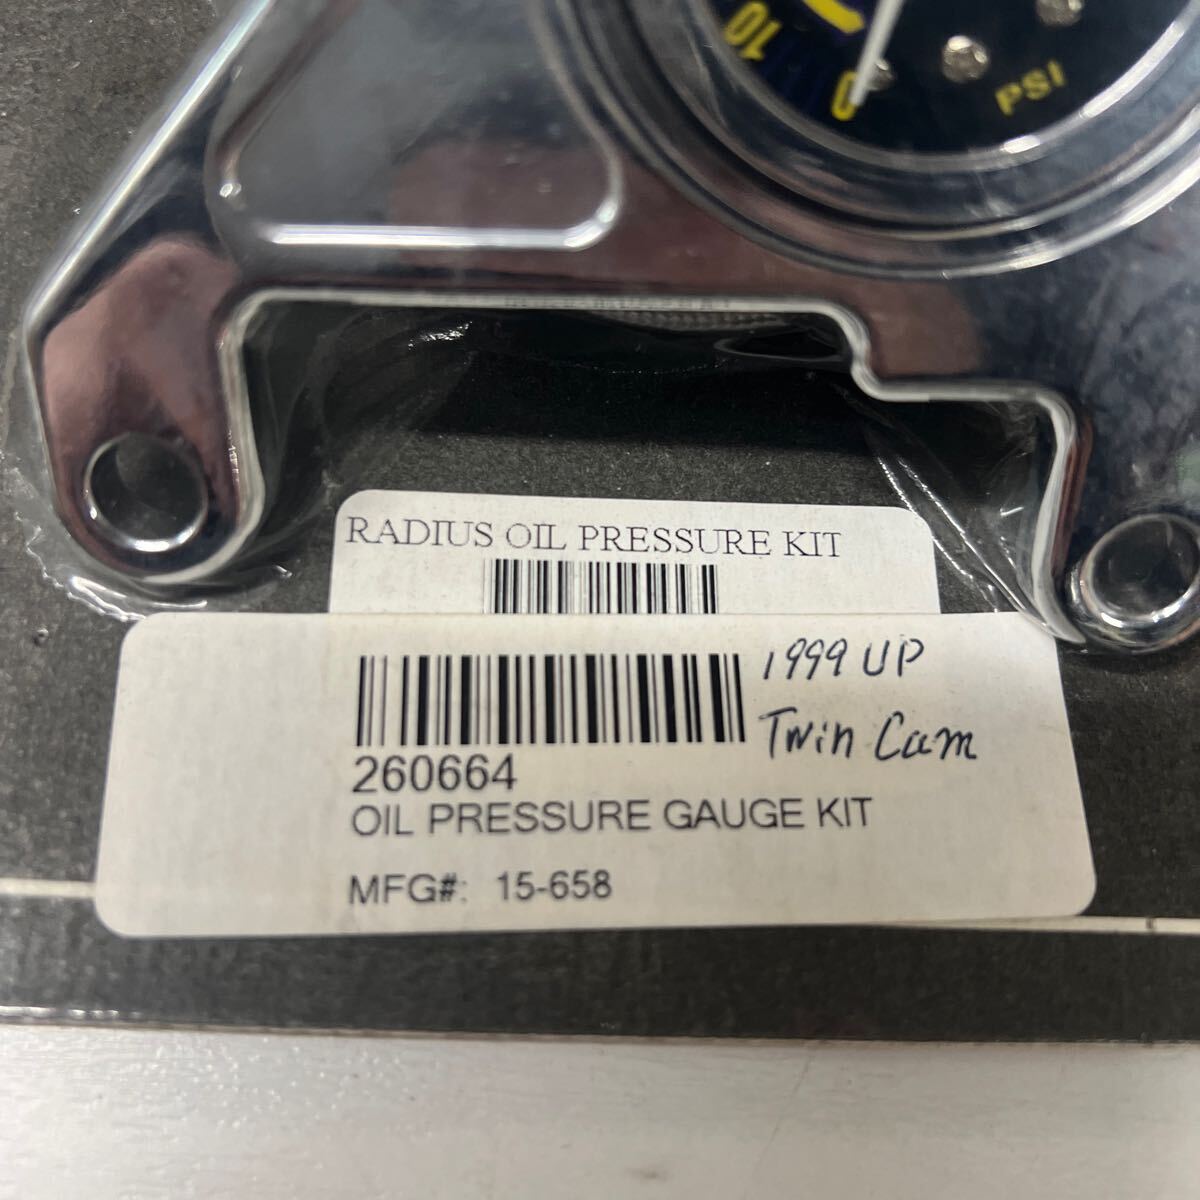 10
0
PSI
RADIUS OIL PRESSURE KIT
1999 UP
Twin Cam
260664
OIL PRESSURE GAUGE KIT
MFG#: 15-658